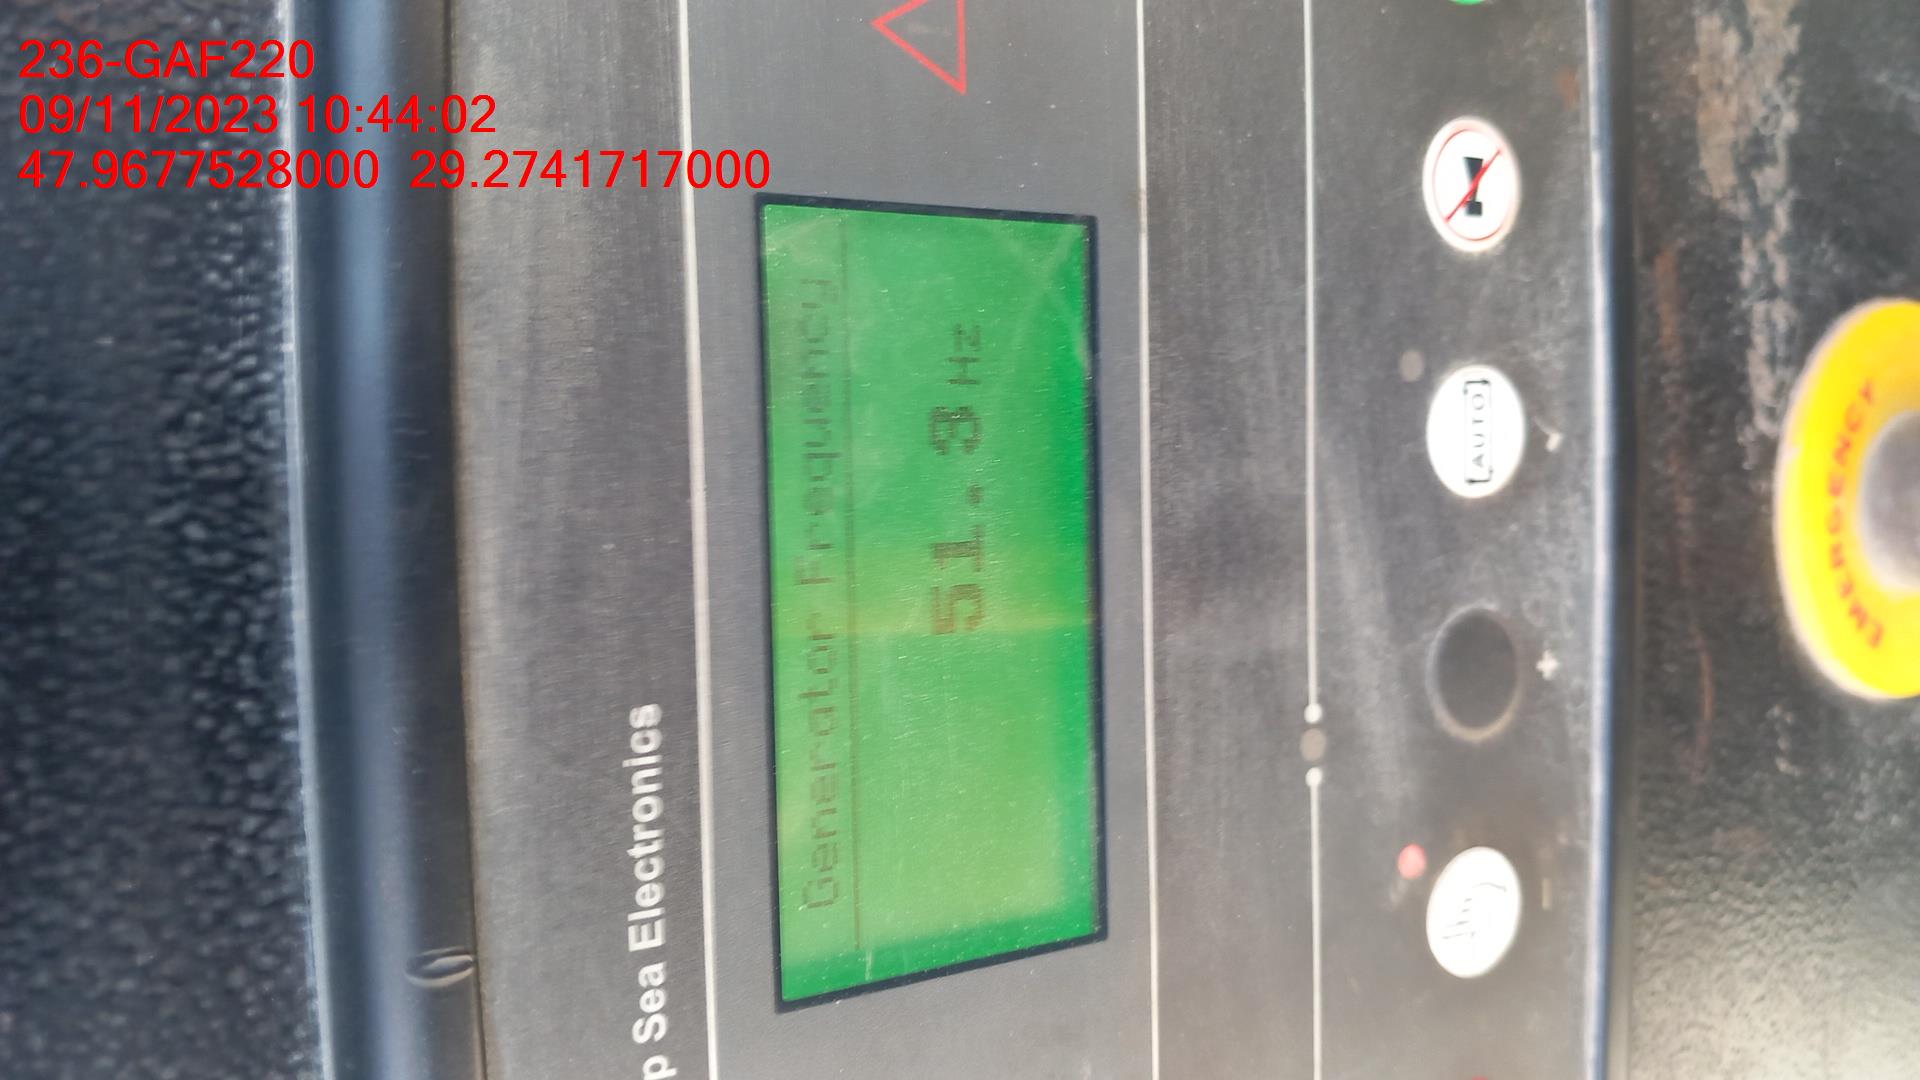 236-GAF220
09/11/2023 10:44:02
47.9677528000 29.2741717000
p Sea Electronics
Generator Frequency
51.3 Hz
AUTO
+
-
EMERGENCY